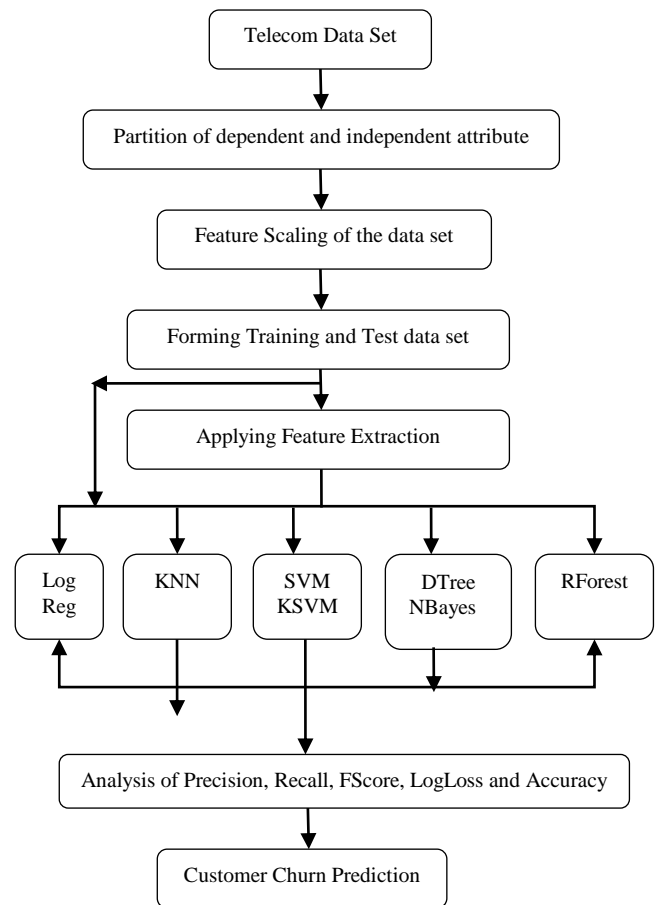 Telecom Data Set
Partition of dependent and independent attribute
Feature Scaling of the data set
Forming Training and Test data set
Applying Feature Extraction
Log
Reg
KNN
SVM
KSVM
DTree
NBayes
RForest
Analysis of Precision, Recall, FScore, LogLoss and Accuracy
Customer Churn Prediction